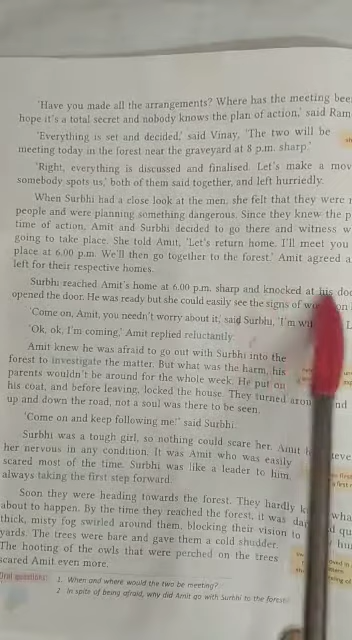 'Have you made all the arrangements? Where has the meeting been
hope it's a total secret and nobody knows the plan of action,' said Ram
'Everything is set and decided,' said Vinay, 'The two will be
meeting today in the forest near the graveyard at 8 p.m. sharp.'
'Right, everything is discussed and finalised. Let's make a mov
somebody spots us,' both of them said together, and left hurriedly.
When Surbhi had a close look at the men, she felt that they were
people and were planning something dangerous. Since they knew the p
time of action, Amit and Surbhi decided to go there and witness w
going to take place. She told Amit, 'Let's return home. I'll meet you
place at 6.00 p.m. We'll then go together to the forest.' Amit agreed a
left for their respective homes.
Surbhi reached Amit's home at 6.00 p.m. sharp and knocked at his doo
opened the door. He was ready but she could easily see the signs of on
'Come on, Amit, you needn't worry about it,' said Surbhi, 'I'm
'Ok, ok, I'm coming,' Amit replied reluctantly.
Amit knew he was afraid to go out with Surbhi into the
forest to investigate the matter. But what was the harm, his
parents wouldn't be around for the whole week. He put on
his coat, and before leaving, locked the house. They turned
up and down the road, not a soul was there to be seen.
'Come on and keep following me!' said Surbhi.
Surbhi was a tough girl, so nothing could scare her. Amit
her nervous in any condition. It was Amit who was easily
scared most of the time. Surbhi was like a leader to him,
always taking the first step forward.
Soon they were heading towards the forest. They hardly wha
about to happen. By the time they reached the forest, it was
thick, misty fog swirled around them, blocking their vision to
yards. The trees were bare and gave them a cold shudder.
The hooting of the owls that were perched on the trees
scared Amit even more.
Oral questions:
1. When and where would the two be meeting?
2. In spite of being afraid, why did Amit go with Surbhi to the forest